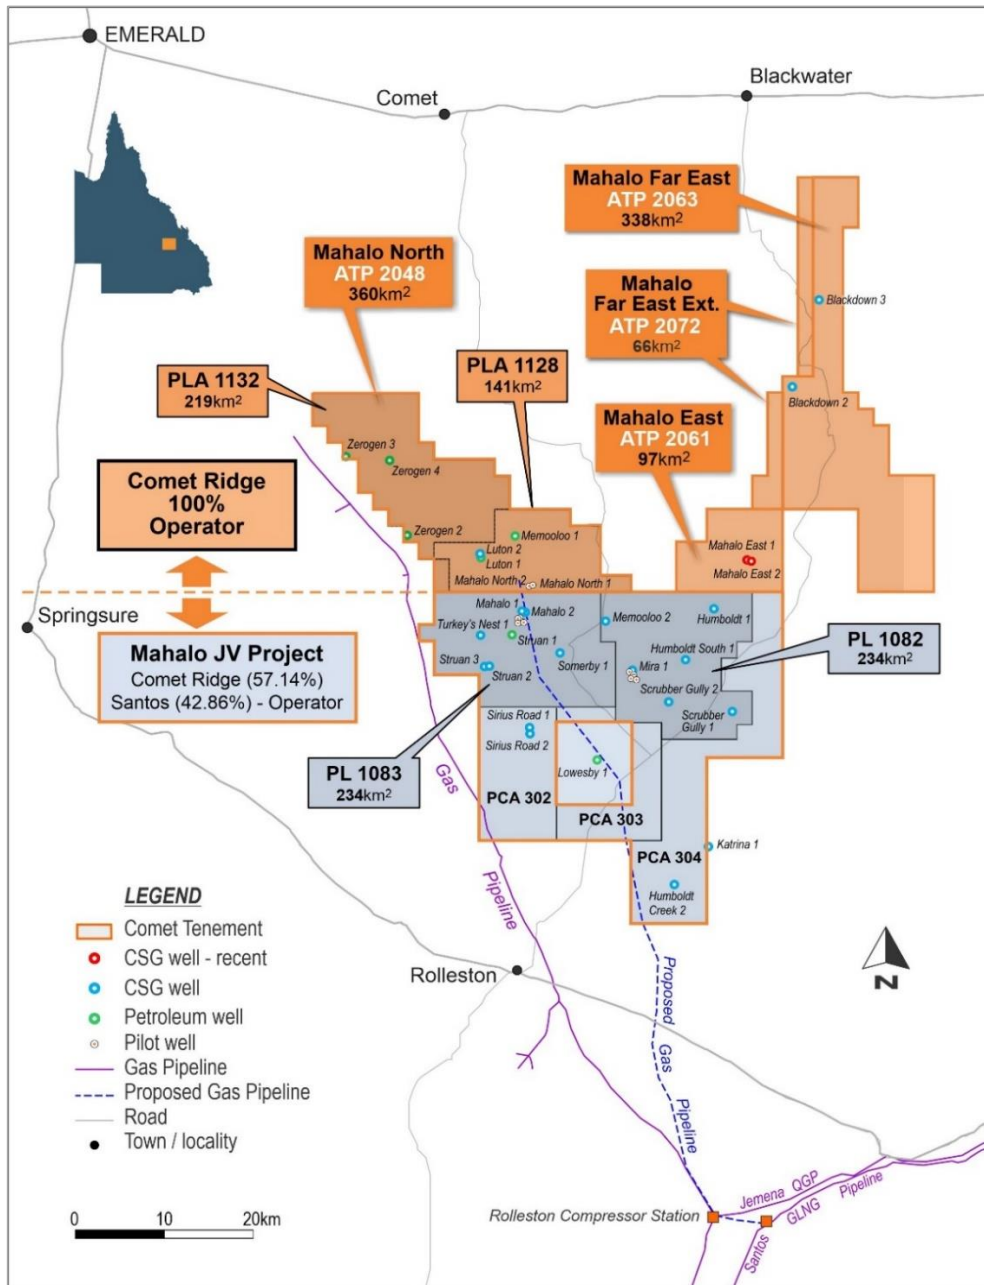 EMERALD
Comet
Blackwater
Mahalo Far East
ATP 2063
338km²
Mahalo North
ATP 2048
360km²
Mahalo
Far East Ext.
ATP 2072
66km²
Blackdown 3
PLA 1132
219km²
PLA 1128
141km²
Blackdown 2
Mahalo East
ATP 2061
97km²
Zerogen 3
Zerogen 4
Comet Ridge
100%
Operator
Zerogen 2
Memooloo 1
Luton 2
Luton 1
Mahalo East 1
Mahalo East 2
Mahalo North 2
Mahalo North 1
Springsure
Mahalo 1
Mahalo 2
Turkey's Nest 1
Struan 1
Memooloo 2
Humboldt 1
Mahalo JV Project
Comet Ridge (57.14%)
Santos (42.86%) - Operator
Struan 3
Struan 2
Somerby 1
Humboldt South 1
Mira 1
PL 1082
234km²
Scrubber Gully 2
Scrubber
Gully 1
Sirius Road 1
Sirius Road 2
PL 1083
234km²
Lowesby 1
PCA 302
PCA 303
PCA 304
Katrina 1
Humboldt
Creek 2
Gas
Pipeline
LEGEND
Comet Tenement
CSG well - recent
CSG well
Petroleum well
Pilot well
Gas Pipeline
Proposed Gas Pipeline
Road
Town / locality
Rolleston
N
Proposed
Gas
Pipeline
0 10 20km
Rolleston Compressor Station
Jemena QGP
Santos GLNG Pipeline